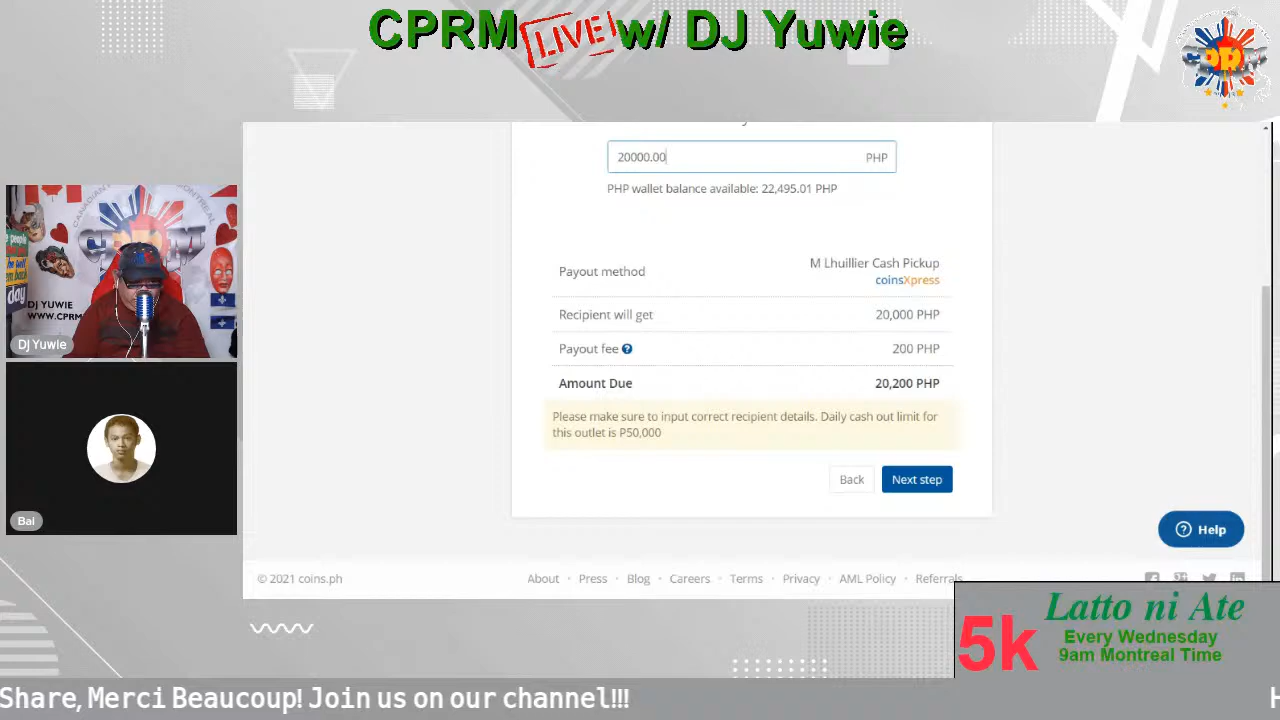 CPRM LIVE w/ DJ Yuwie
CPRM
20000.00 PHP
PHP wallet balance available: 22,495.01 PHP
Payout method M Lhuillier Cash Pickup
coinsXpress
Recipient will get 20,000 PHP
Payout fee ? 200 PHP
Amount Due 20,200 PHP
Please make sure to input correct recipient details. Daily cash out limit for
this outlet is P50,000
Back Next step
? Help
© 2021 coins.ph About · Press · Blog · Careers · Terms · Privacy · AML Policy · Referrals
DJ YUWIE
WWW.CPRM
DJ Yuwie
Bai
5k
Latto ni Ate
Every Wednesday
9am Montreal Time
Share, Merci Beaucoup! Join us on our channel!!! H